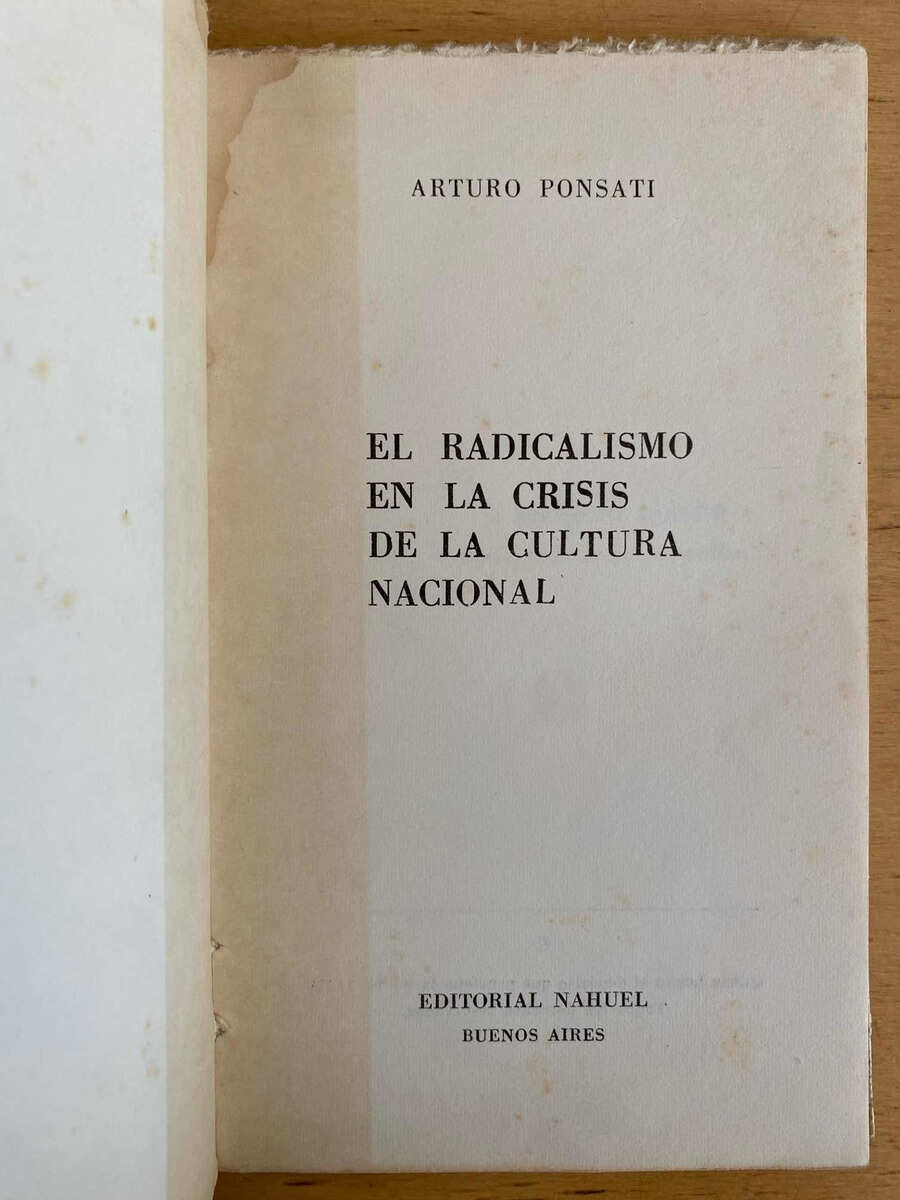 ARTURO PONSATI
EL RADICALISMO
EN LA CRISIS
DE LA CULTURA
NACIONAL
EDITORIAL NAHUEL
BUENOS AIRES